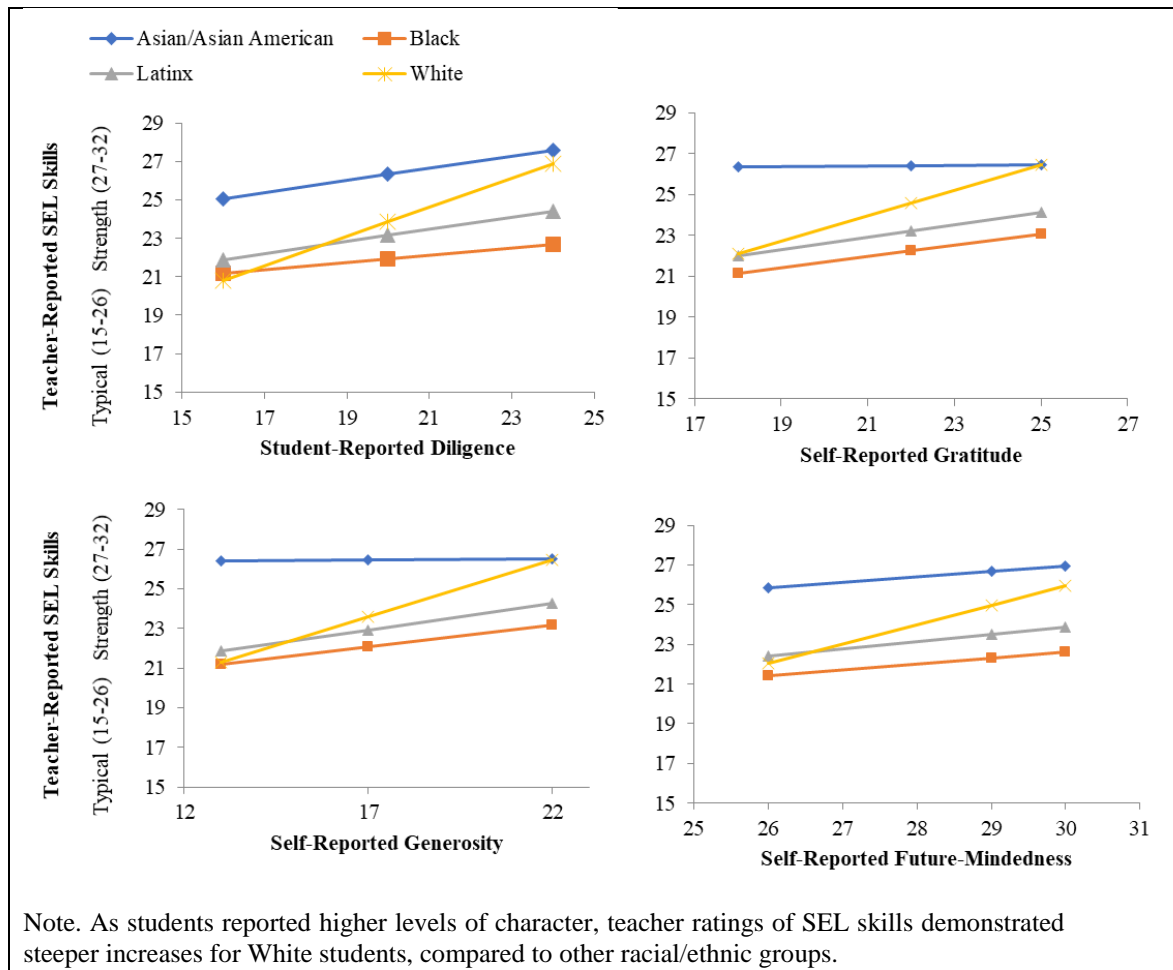 Asian/Asian American
Black
Latinx
White
Teacher-Reported SEL Skills
Typical (15-26) Strength (27-32)
29
27
25
23
21
19
17
15
15 17 19 21 23 25
Student-Reported Diligence
29
27
25
23
21
19
17
15
17 19 21 23 25 27
Self-Reported Gratitude
Teacher-Reported SEL Skills
Typical (15-26) Strength (27-32)
29
27
25
23
21
19
17
15
12 17 22
Self-Reported Generosity
29
27
25
23
21
19
17
15
25 26 27 28 29 30 31
Self-Reported Future-Mindedness
Note. As students reported higher levels of character, teacher ratings of SEL skills demonstrated
steeper increases for White students, compared to other racial/ethnic groups.